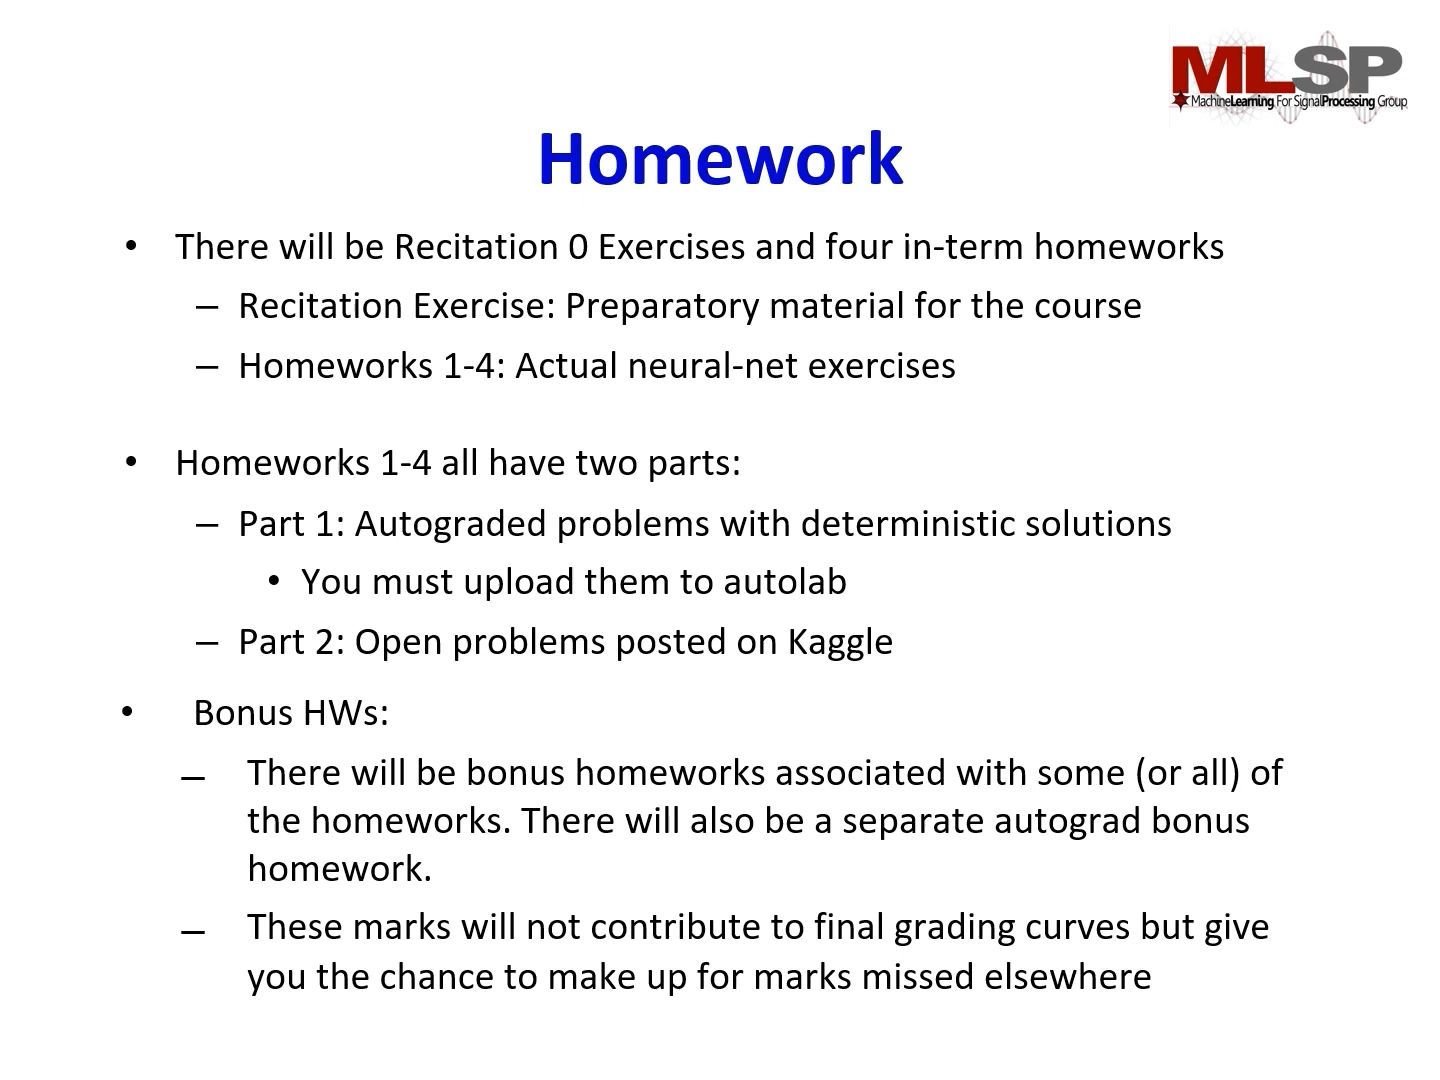 MLSP
MachineLearning For SignalProcessing Group
Homework
• There will be Recitation 0 Exercises and four in-term homeworks
– Recitation Exercise: Preparatory material for the course
– Homeworks 1-4: Actual neural-net exercises
• Homeworks 1-4 all have two parts:
– Part 1: Autograded problems with deterministic solutions
• You must upload them to autolab
– Part 2: Open problems posted on Kaggle
• Bonus HWs:
– There will be bonus homeworks associated with some (or all) of
the homeworks. There will also be a separate autograd bonus
homework.
– These marks will not contribute to final grading curves but give
you the chance to make up for marks missed elsewhere